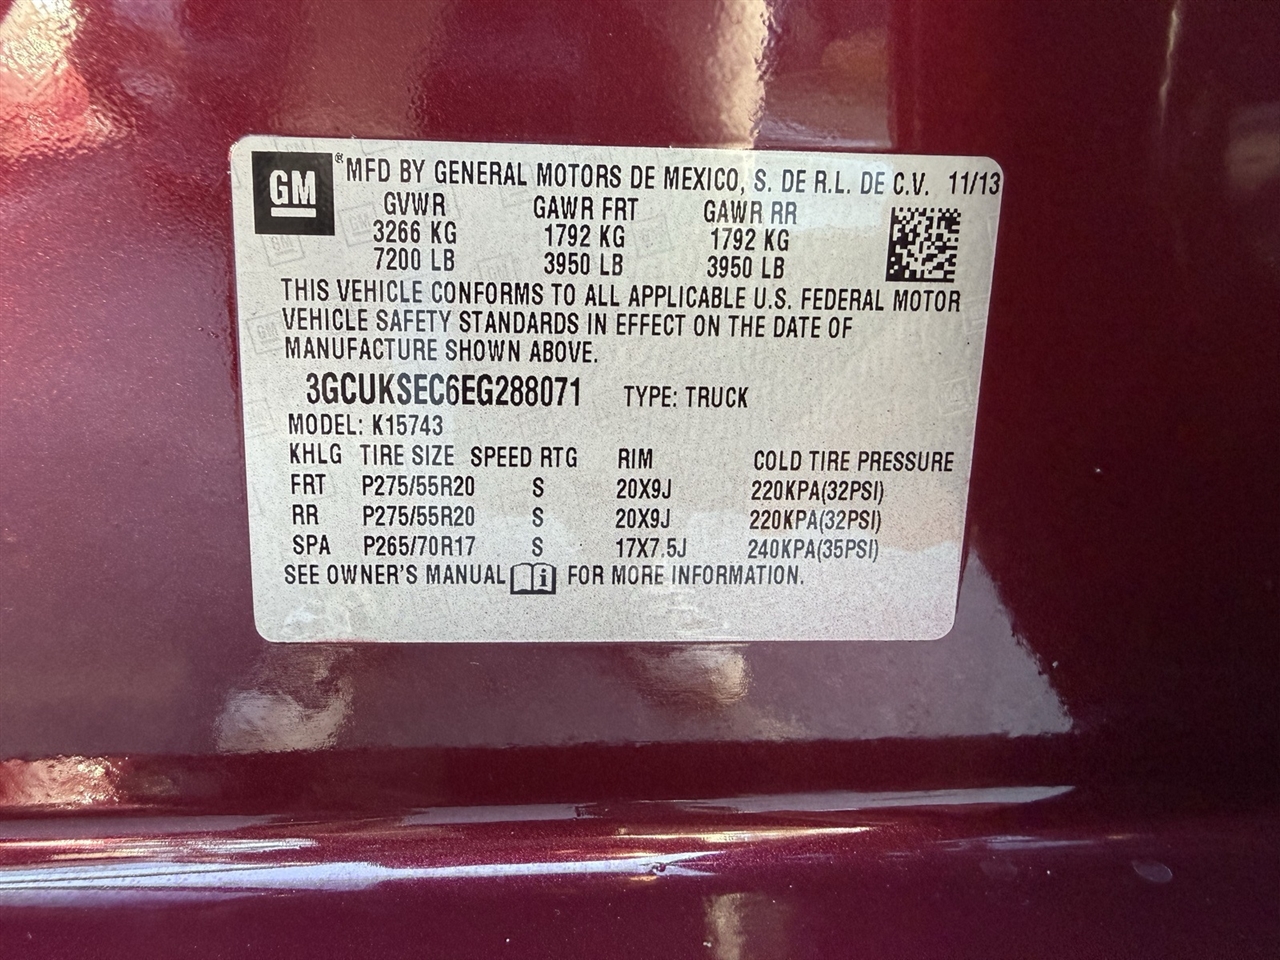 GM ® MFD BY GENERAL MOTORS DE MEXICO, S. DE R.L. DE C.V. 11/13
GVWR GAWR FRT GAWR RR
3266 KG 1792 KG 1792 KG
7200 LB 3950 LB 3950 LB
THIS VEHICLE CONFORMS TO ALL APPLICABLE U.S. FEDERAL MOTOR
VEHICLE SAFETY STANDARDS IN EFFECT ON THE DATE OF
MANUFACTURE SHOWN ABOVE.
3GCUKSEC6EG288071 TYPE: TRUCK
MODEL: K15743
KHLG TIRE SIZE SPEED RTG RIM COLD TIRE PRESSURE
FRT P275/55R20 S 20X9J 220KPA(32PSI)
RR P275/55R20 S 20X9J 220KPA(32PSI)
SPA P265/70R17 S 17X7.5J 240KPA(35PSI)
SEE OWNER'S MANUAL FOR MORE INFORMATION.